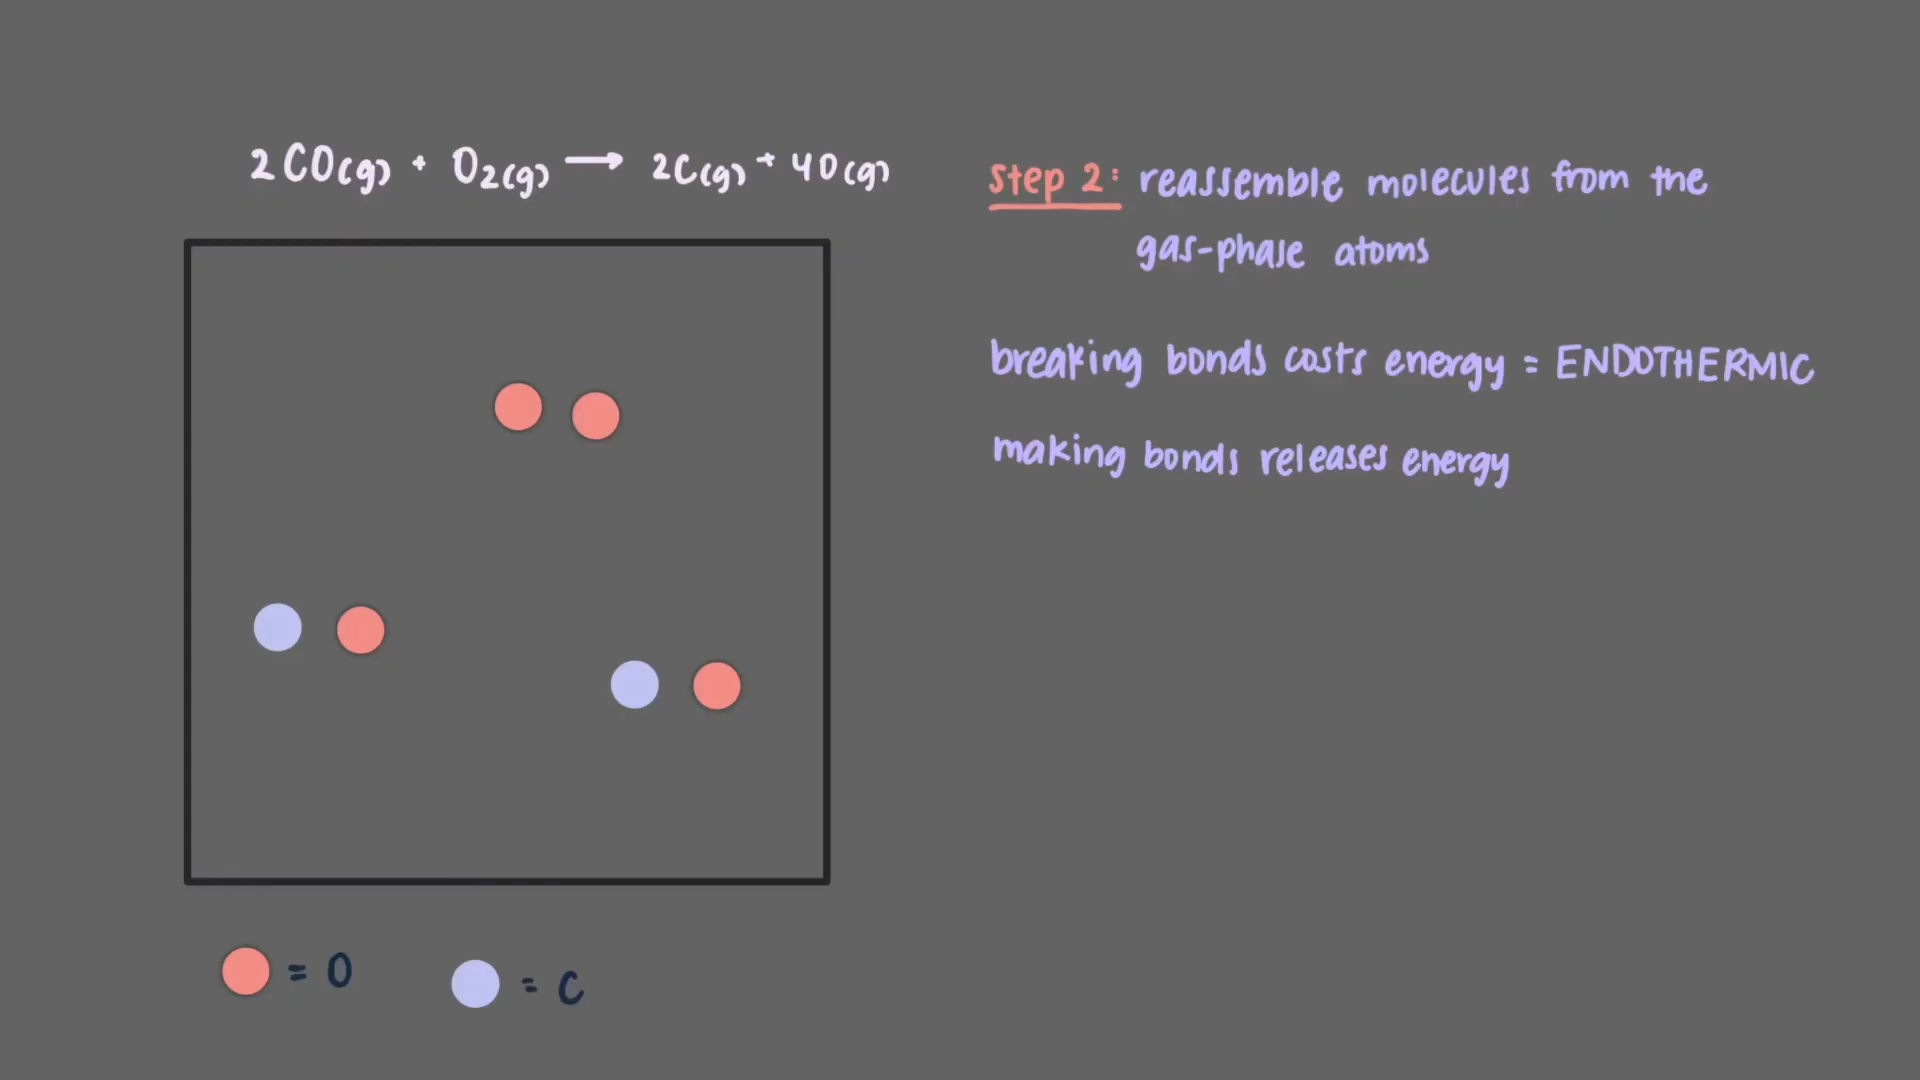 2CO(g) + O2(g) → 2C(g) + 4O(g)
step 2: reassemble molecules from the
gas-phase atoms
breaking bonds costs energy = ENDOTHERMIC
making bonds releases energy
= O
= C